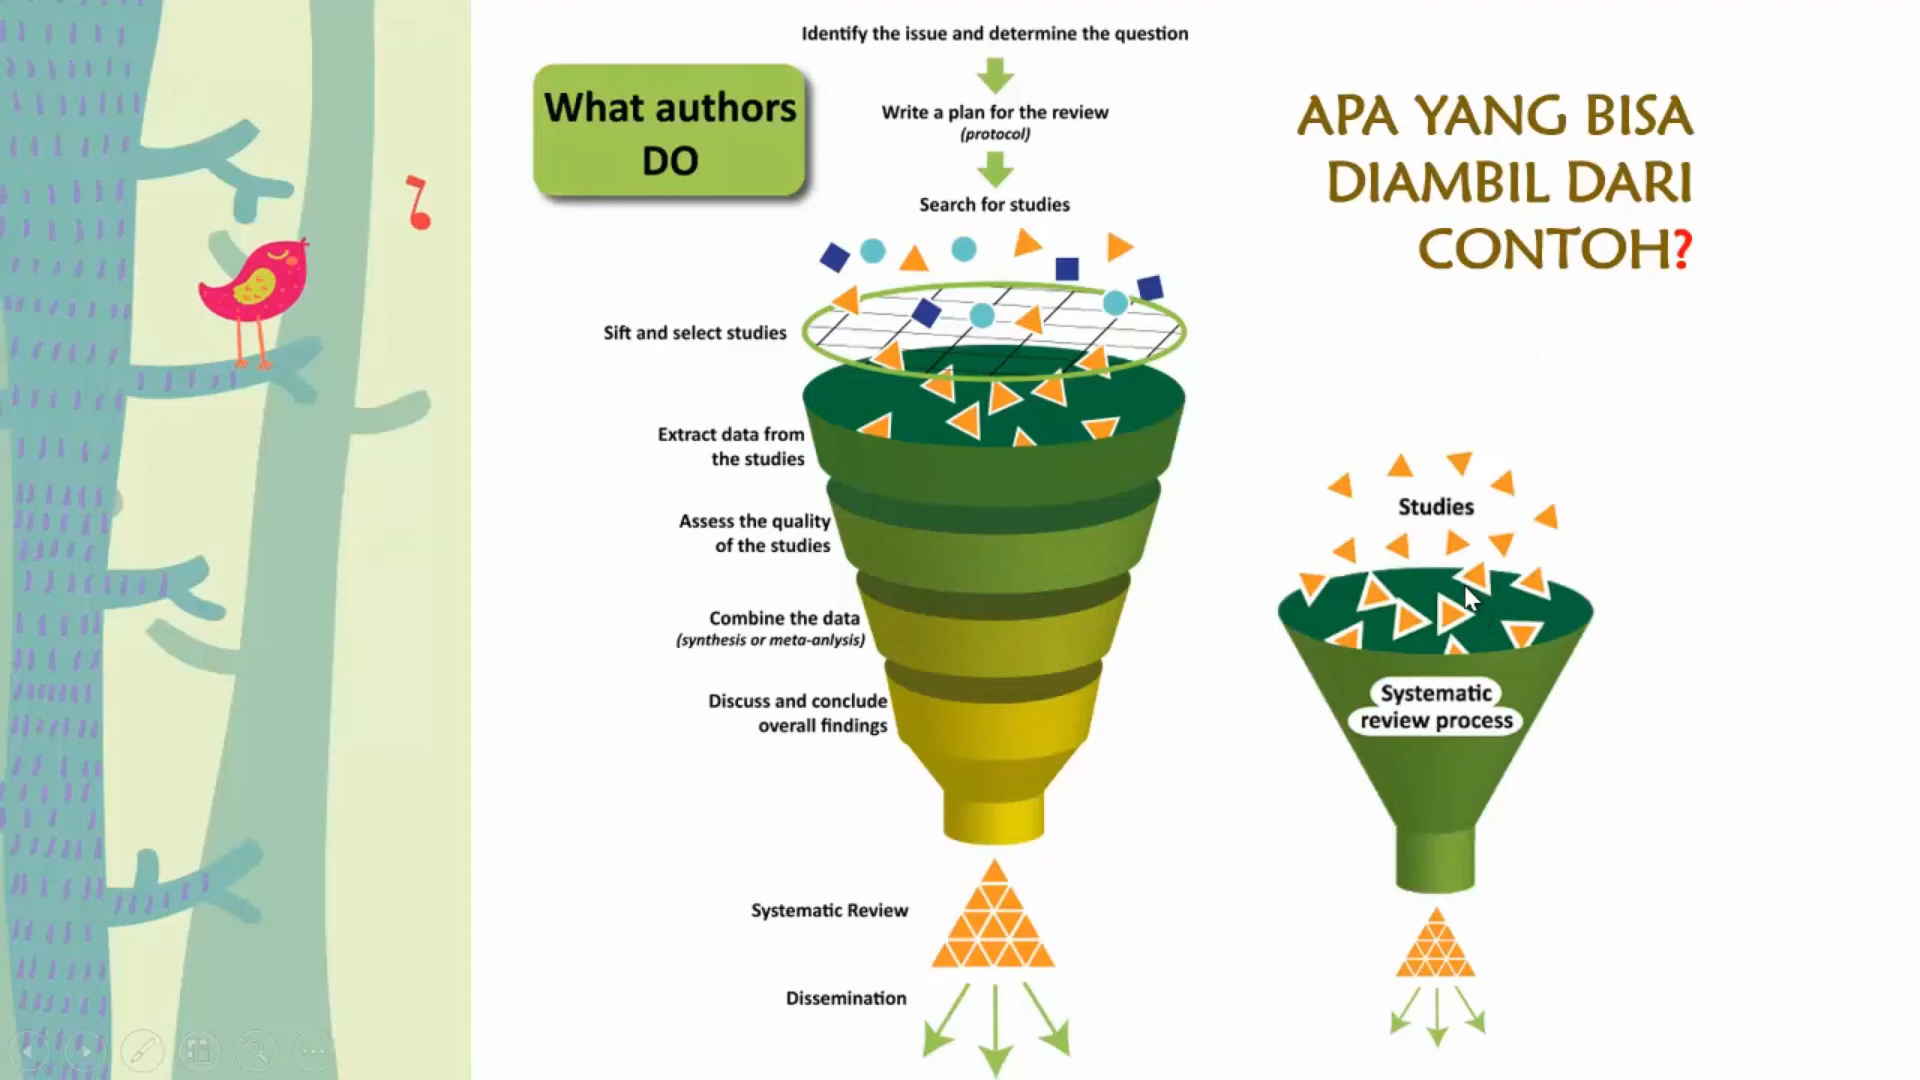 Identify the issue and determine the question
What authors
DO
Write a plan for the review
(protocol)
Search for studies
Sift and select studies
Extract data from
the studies
Assess the quality
of the studies
Combine the data
(synthesis or meta-anlysis)
Discuss and conclude
overall findings
Systematic Review
Dissemination
APA YANG BISA
DIAMBIL DARI
CONTOH?
Studies
Systematic
review process